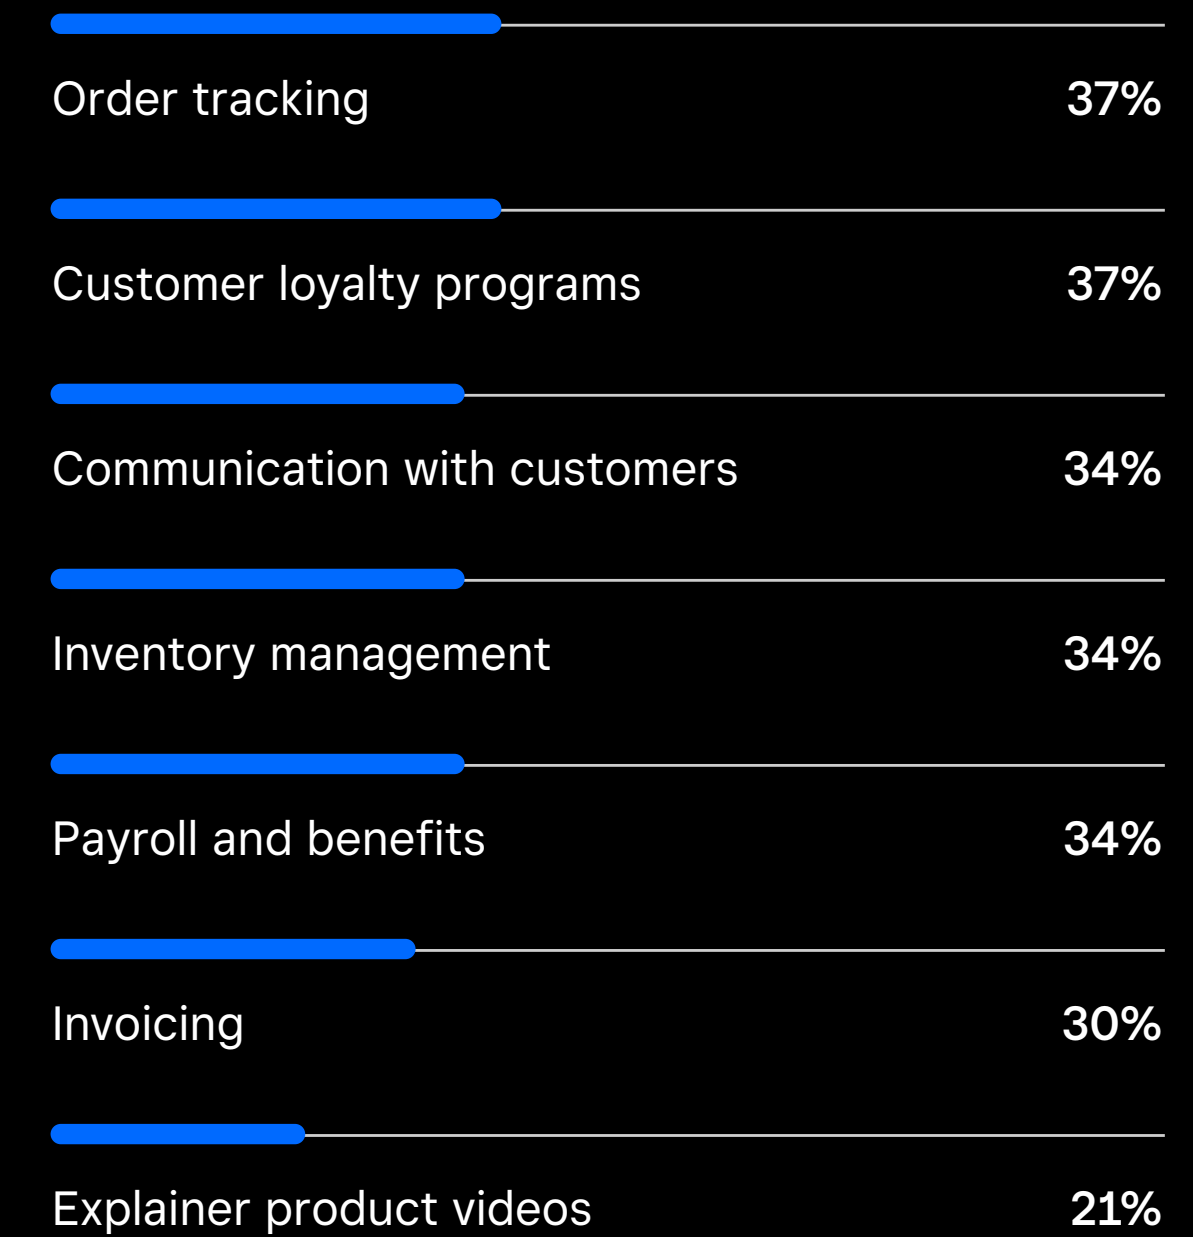 Order tracking 37%
Customer loyalty programs 37%
Communication with customers 34%
Inventory management 34%
Payroll and benefits 34%
Invoicing 30%
Explainer product videos 21%